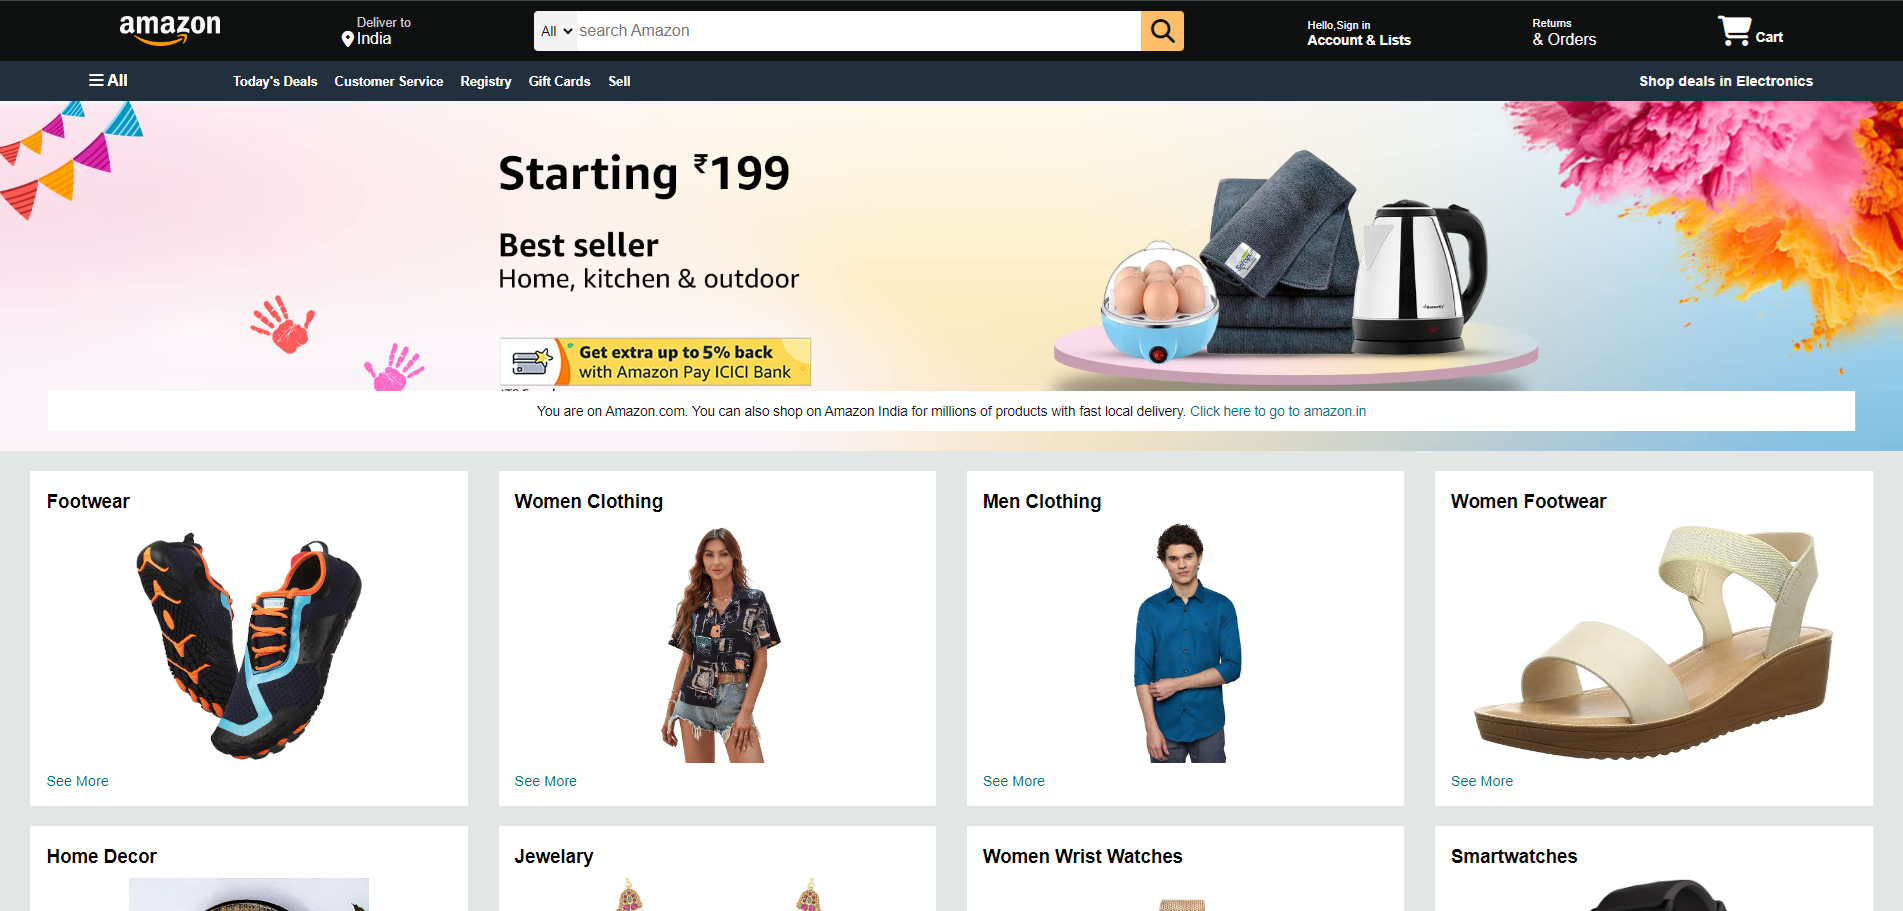 amazon
Deliver to
India
All
search Amazon
Hello,Sign in
Account & Lists
Returns
& Orders
Cart
All
Today's Deals
Customer Service
Registry
Gift Cards
Sell
Shop deals in Electronics
Starting ₹199
Best seller
Home, kitchen & outdoor
Get extra up to 5% back
with Amazon Pay ICICI Bank
You are on Amazon.com. You can also shop on Amazon India for millions of products with fast local delivery. Click here to go to amazon.in
Footwear
See More
Women Clothing
See More
Men Clothing
See More
Women Footwear
See More
Home Decor
Jewelary
Women Wrist Watches
Smartwatches